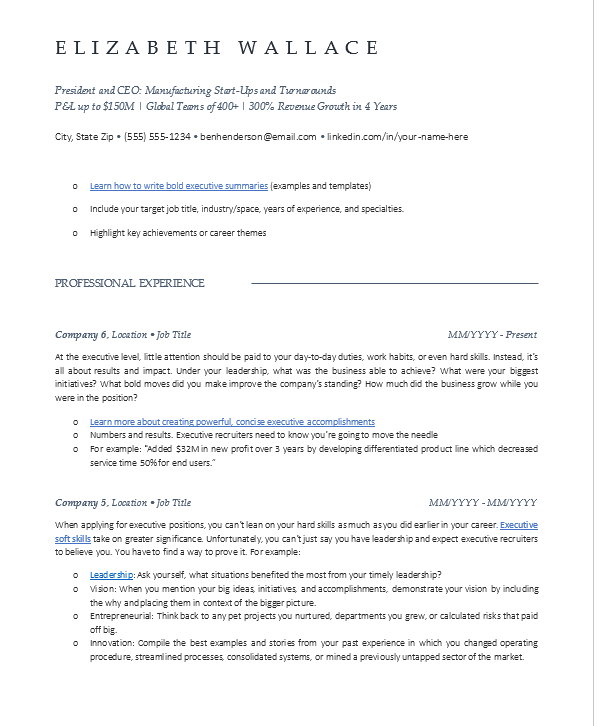 ELIZABETH WALLACE
President and CEO: Manufacturing Start-Ups and Turnarounds
P&L up to $150M | Global Teams of 400+ | 300% Revenue Growth in 4 Years
City, State Zip • (555) 555-1234 • benhenderson@email.com • linkedin.com/in/your-name-here
o Learn how to write bold executive summaries (examples and templates)
o Include your target job title, industry/space, years of experience, and specialties.
o Highlight key achievements or career themes
PROFESSIONAL EXPERIENCE
Company 6, Location • Job Title MM/YYYY - Present
At the executive level, little attention should be paid to your day-to-day duties, work habits, or even hard skills. Instead, it's
all about results and impact. Under your leadership, what was the business able to achieve? What were your biggest
initiatives? What bold moves did you make improve the company's standing? How much did the business grow while you
were in the position?
o Learn more about creating powerful, concise executive accomplishments
o Numbers and results. Executive recruiters need to know you're going to move the needle
o For example: "Added $32M in new profit over 3 years by developing differentiated product line which decreased
service time 50% for end users."
Company 5, Location • Job Title MM/YYYY - MM/YYYY
When applying for executive positions, you can't lean on your hard skills as much as you did earlier in your career. Executive
soft skills take on greater significance. Unfortunately, you can't just say you have leadership and expect executive recruiters
to believe you. You have to find a way to prove it. For example:
o Leadership: Ask yourself, what situations benefited the most from your timely leadership?
o Vision: When you mention your big ideas, initiatives, and accomplishments, demonstrate your vision by including
the why and placing them in context of the bigger picture.
o Entrepreneurial: Think back to any pet projects you nurtured, departments you grew, or calculated risks that paid
off big.
o Innovation: Compile the best examples and stories from your past experience in which you changed operating
procedure, streamlined processes, consolidated systems, or mined a previously untapped sector of the market.